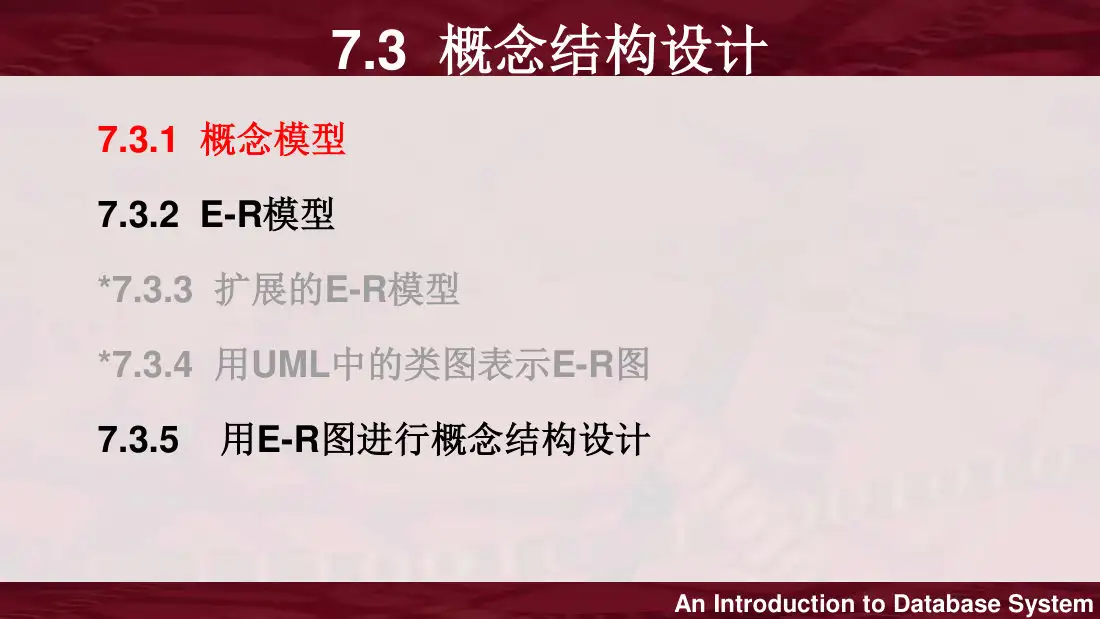 7.3 概念结构设计
7.3.1 概念模型
7.3.2 E-R模型
*7.3.3 扩展的E-R模型
*7.3.4 用UML中的类图表示E-R图
7.3.5 用E-R图进行概念结构设计
An Introduction to Database System